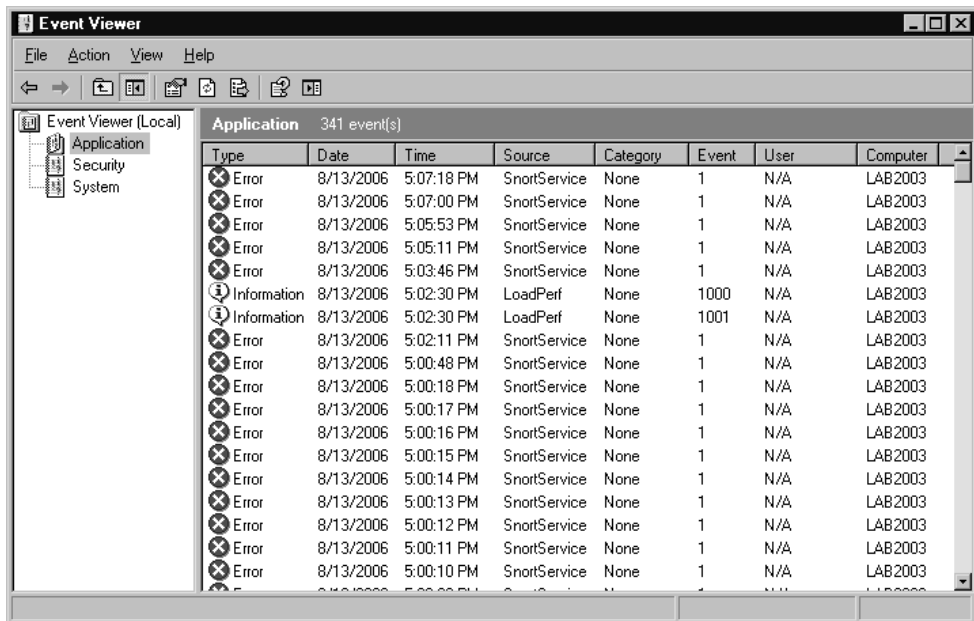 Event Viewer
File Action View Help
Event Viewer (Local)
Application
Security
System
Application 341 event(s)
Type Date Time Source Category Event User Computer
Error 8/13/2006 5:07:18 PM SnortService None 1 N/A LAB2003
Error 8/13/2006 5:07:00 PM SnortService None 1 N/A LAB2003
Error 8/13/2006 5:05:53 PM SnortService None 1 N/A LAB2003
Error 8/13/2006 5:05:11 PM SnortService None 1 N/A LAB2003
Error 8/13/2006 5:03:46 PM SnortService None 1 N/A LAB2003
Information 8/13/2006 5:02:30 PM LoadPerf None 1000 N/A LAB2003
Information 8/13/2006 5:02:30 PM LoadPerf None 1001 N/A LAB2003
Error 8/13/2006 5:02:11 PM SnortService None 1 N/A LAB2003
Error 8/13/2006 5:00:48 PM SnortService None 1 N/A LAB2003
Error 8/13/2006 5:00:18 PM SnortService None 1 N/A LAB2003
Error 8/13/2006 5:00:17 PM SnortService None 1 N/A LAB2003
Error 8/13/2006 5:00:16 PM SnortService None 1 N/A LAB2003
Error 8/13/2006 5:00:15 PM SnortService None 1 N/A LAB2003
Error 8/13/2006 5:00:14 PM SnortService None 1 N/A LAB2003
Error 8/13/2006 5:00:13 PM SnortService None 1 N/A LAB2003
Error 8/13/2006 5:00:12 PM SnortService None 1 N/A LAB2003
Error 8/13/2006 5:00:11 PM SnortService None 1 N/A LAB2003
Error 8/13/2006 5:00:10 PM SnortService None 1 N/A LAB2003